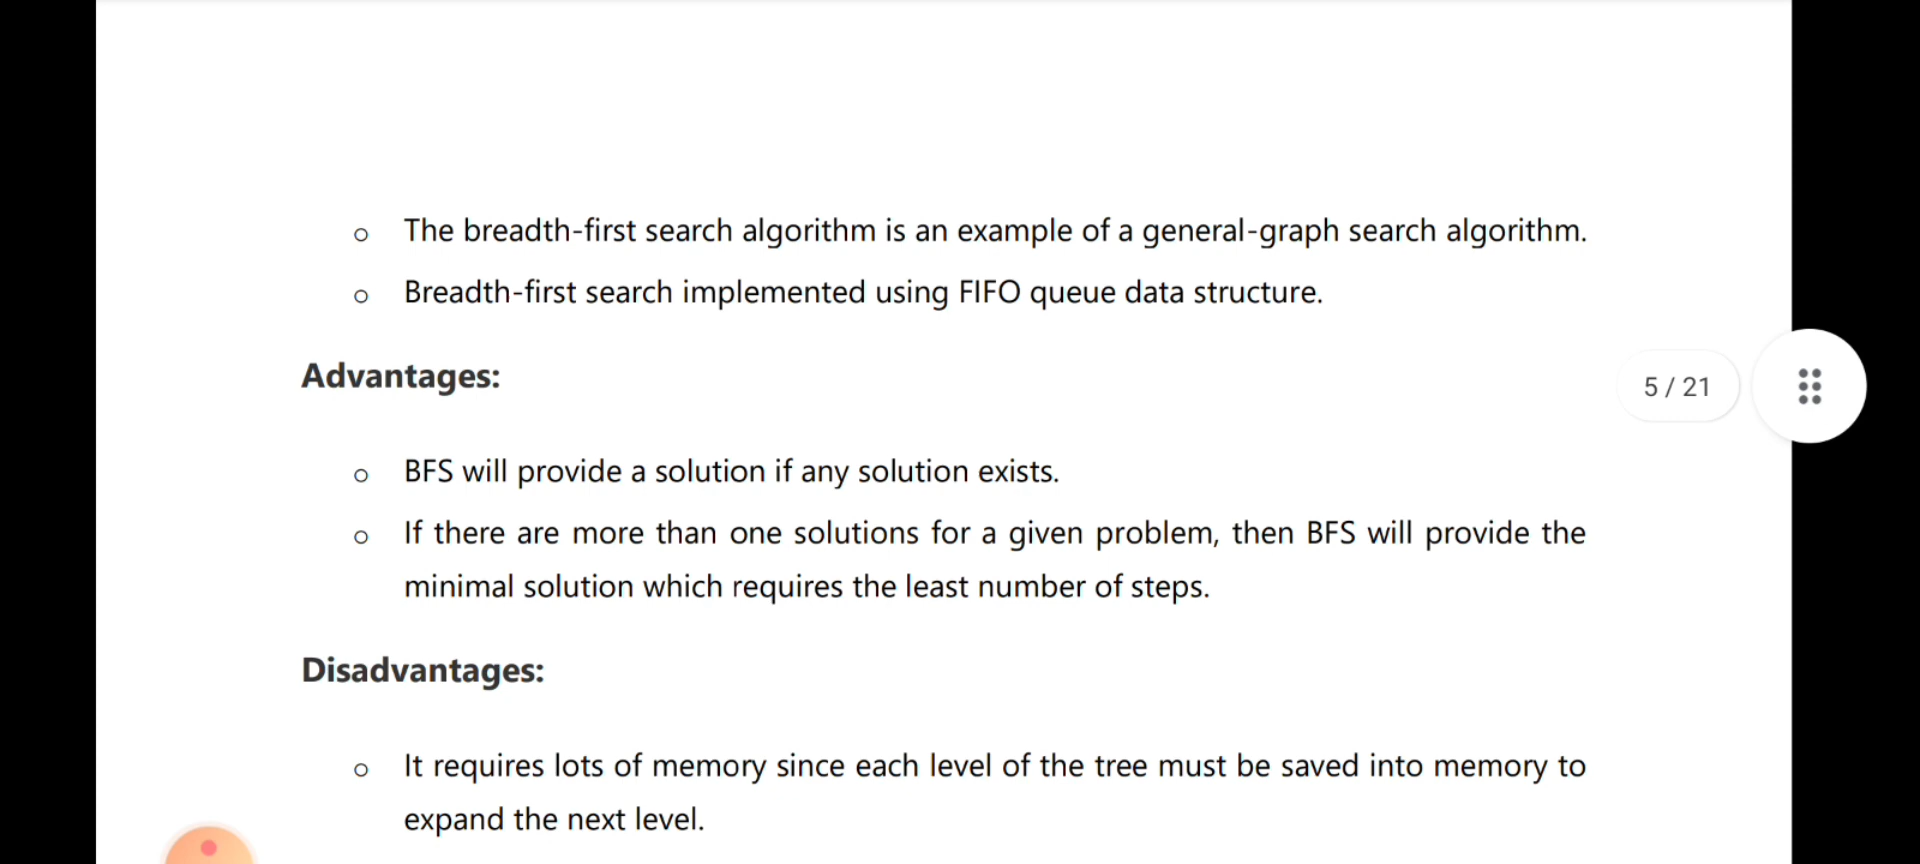 o The breadth-first search algorithm is an example of a general-graph search algorithm.
o Breadth-first search implemented using FIFO queue data structure.
Advantages:
5 / 21
o BFS will provide a solution if any solution exists.
o If there are more than one solutions for a given problem, then BFS will provide the
minimal solution which requires the least number of steps.
Disadvantages:
o It requires lots of memory since each level of the tree must be saved into memory to
expand the next level.